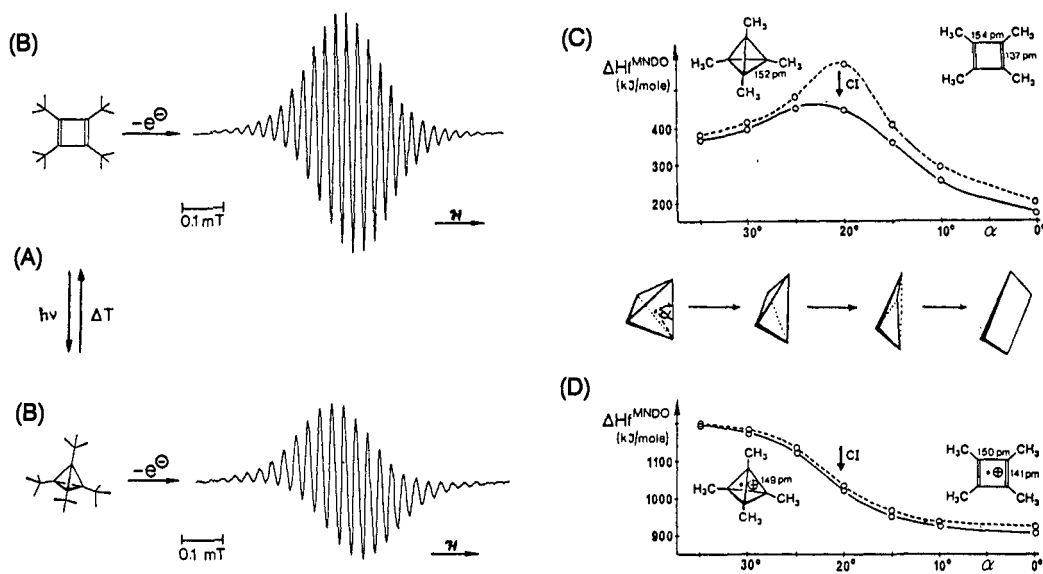 (B)
−e⊖
0.1 mT
ℋ
(A)
hν
ΔT
(B)
−e⊖
0.1 mT
ℋ
(C)
ΔHf^MNDO
(kJ/mole)
CH₃
CH₃
H₃C
152 pm
CH₃
H₃C
154 pm
CH₃
137 pm
H₃C
CH₃
CI
400
300
200
30°
20°
10°
α
0°
α
(D)
ΔHf^MNDO
(kJ/mole)
CI
1100
1000
900
CH₃
H₃C
149 pm
CH₃
CH₃
H₃C
150 pm
CH₃
• ⊕
141 pm
H₃C
CH₃
30°
20°
10°
α
0°